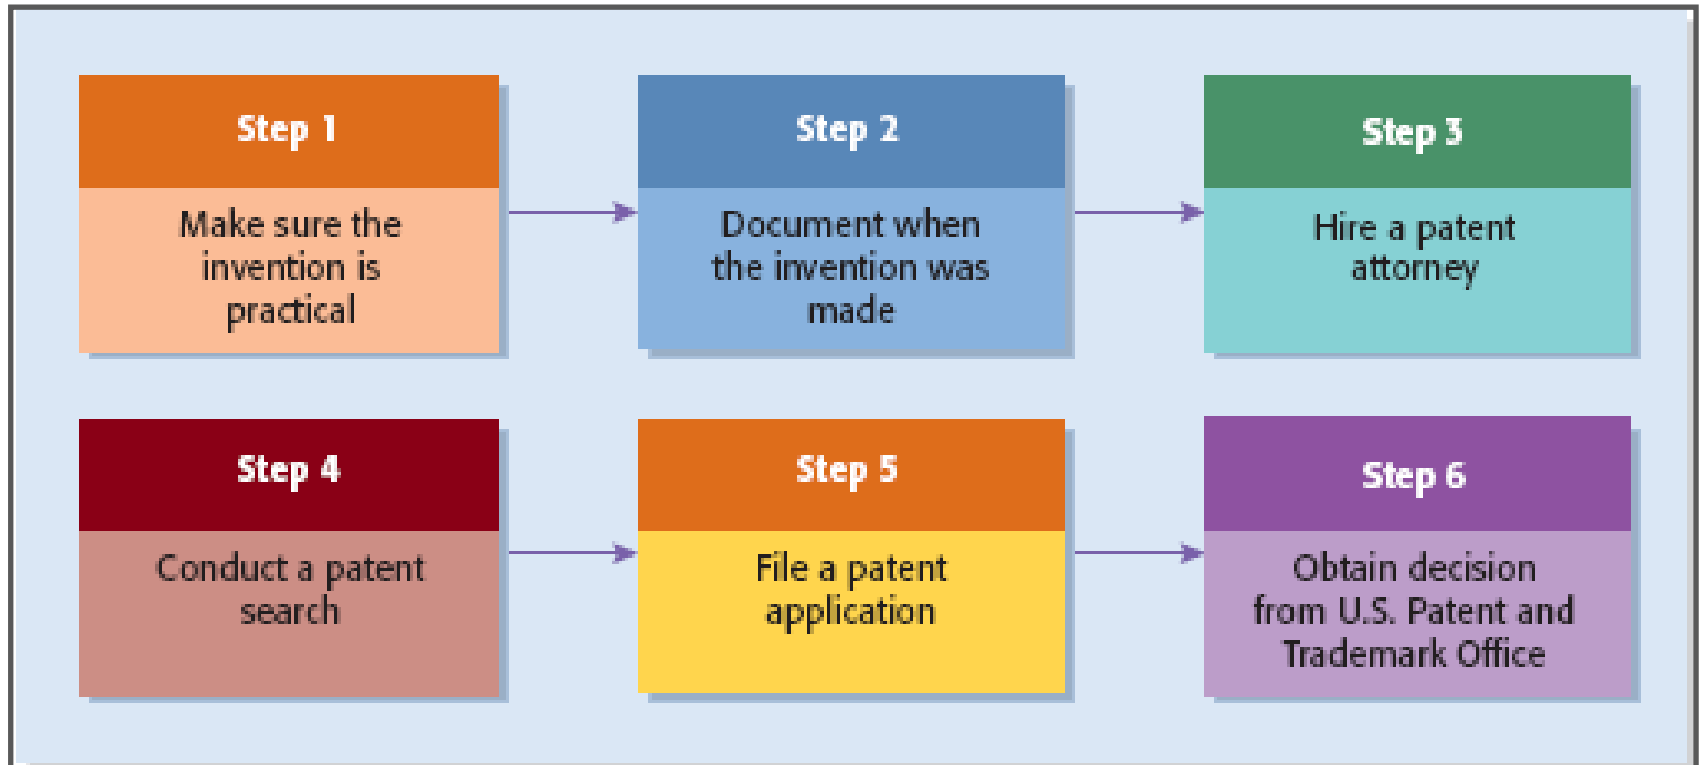 Step 1
Make sure the
invention is
practical
Step 2
Document when
the invention was
made
Step 3
Hire a patent
attorney
Step 4
Conduct a patent
search
Step 5
File a patent
application
Step 6
Obtain decision
from U.S. Patent and
Trademark Office